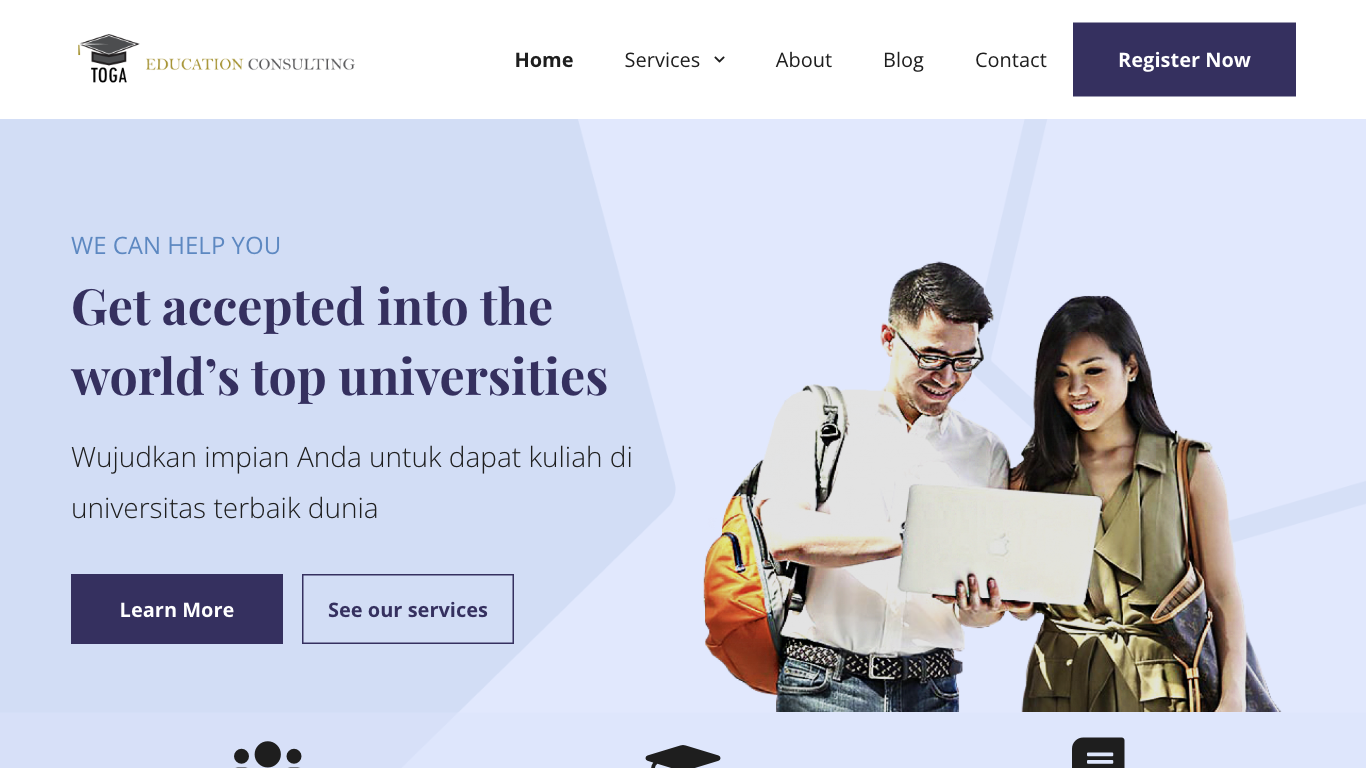 TOGA
EDUCATION CONSULTING
Home
Services
About
Blog
Contact
Register Now
WE CAN HELP YOU
Get accepted into the
world’s top universities
Wujudkan impian Anda untuk dapat kuliah di
universitas terbaik dunia
Learn More
See our services